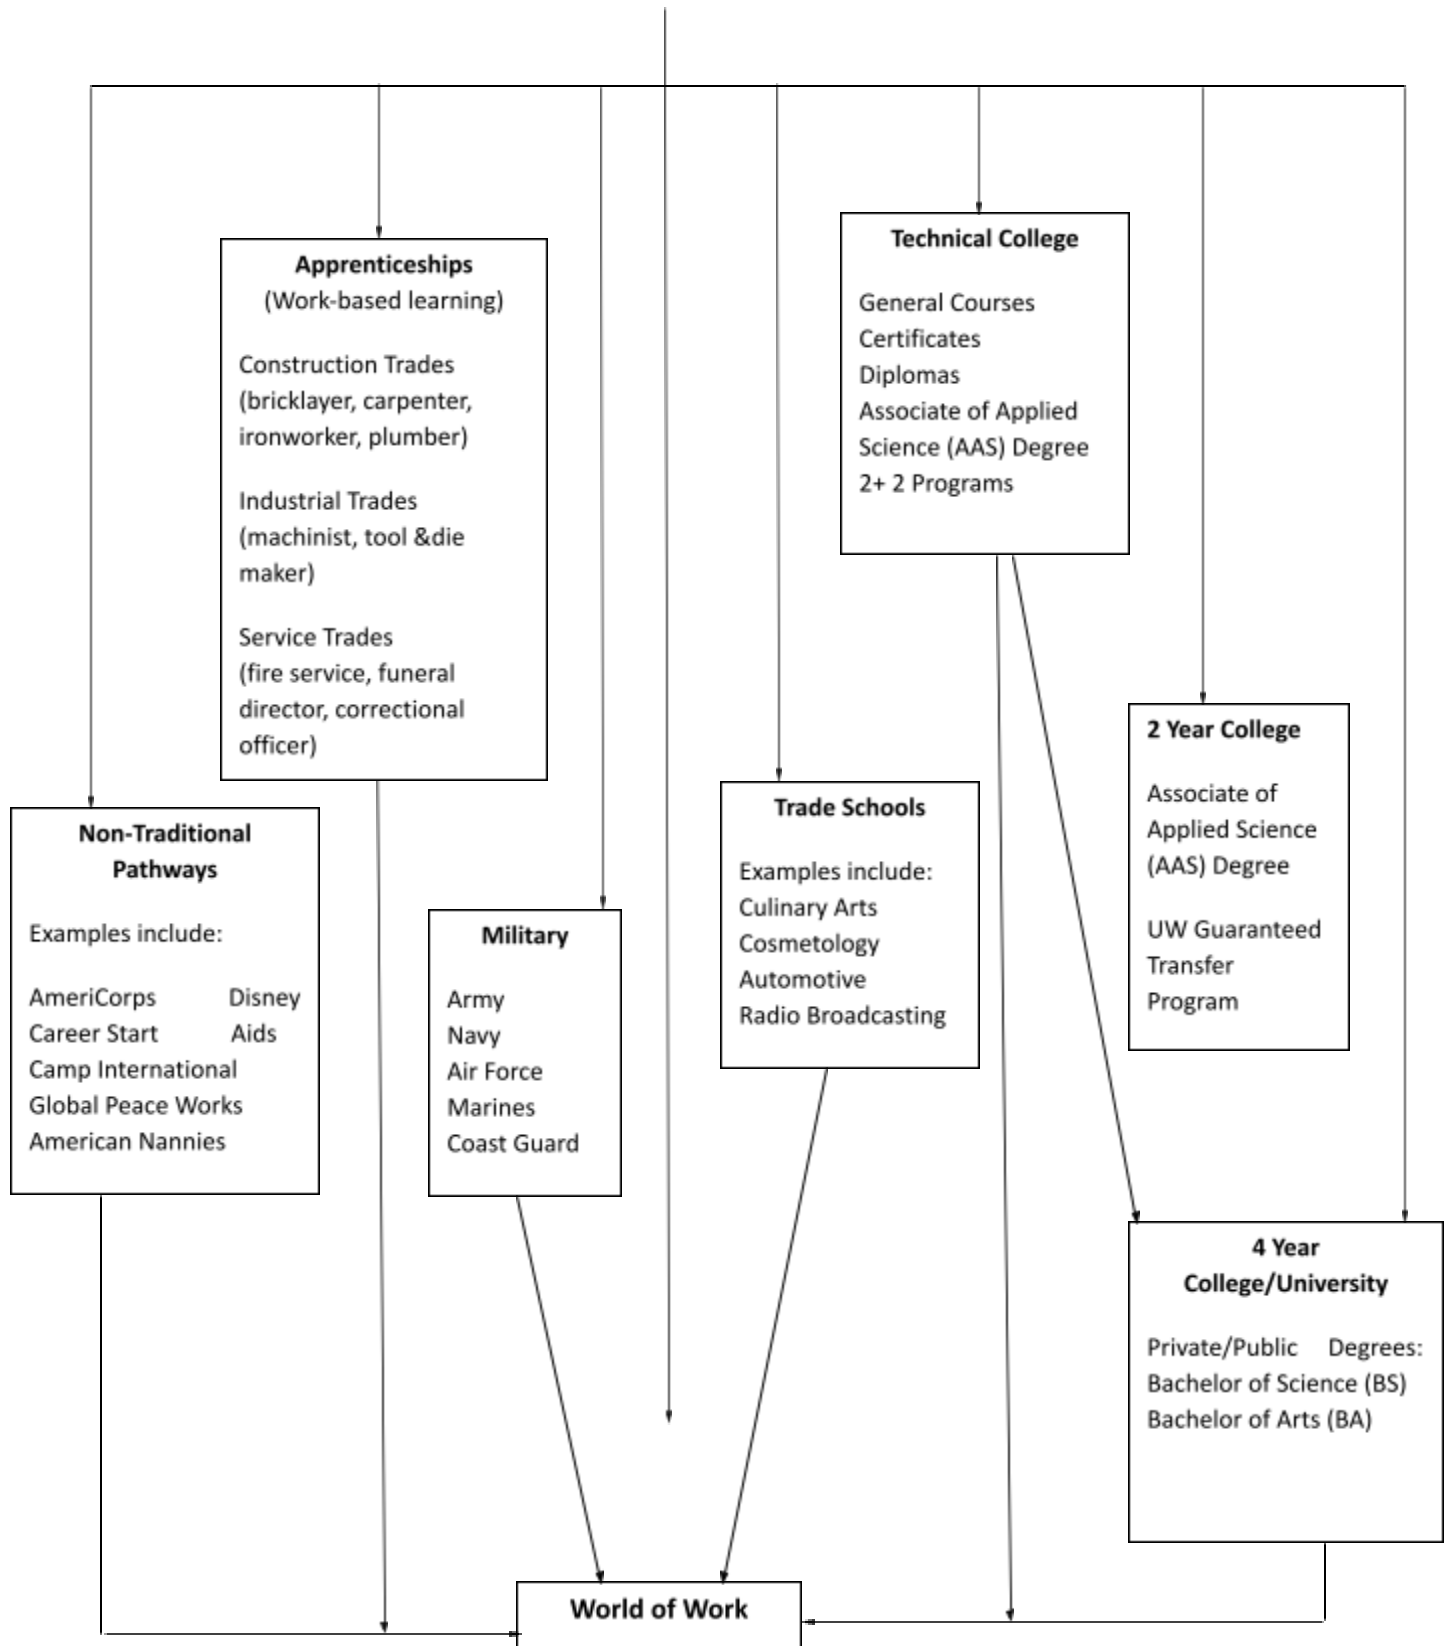 Apprenticeships
(Work-based learning)
Construction Trades
(bricklayer, carpenter,
ironworker, plumber)
Industrial Trades
(machinist, tool &die
maker)
Service Trades
(fire service, funeral
director, correctional
officer)
Technical College
General Courses
Certificates
Diplomas
Associate of Applied
Science (AAS) Degree
2+ 2 Programs
Non-Traditional
Pathways
Examples include:
AmeriCorps Disney
Career Start Aids
Camp International
Global Peace Works
American Nannies
Military
Army
Navy
Air Force
Marines
Coast Guard
Trade Schools
Examples include:
Culinary Arts
Cosmetology
Automotive
Radio Broadcasting
2 Year College
Associate of
Applied Science
(AAS) Degree
UW Guaranteed
Transfer
Program
4 Year
College/University
Private/Public Degrees:
Bachelor of Science (BS)
Bachelor of Arts (BA)
World of Work